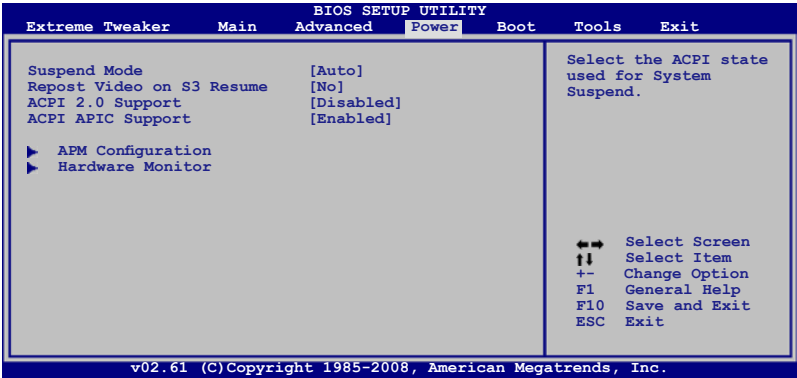 BIOS SETUP UTILITY
Extreme Tweaker Main Advanced Power Boot Tools Exit
Suspend Mode [Auto]
Repost Video on S3 Resume [No]
ACPI 2.0 Support [Disabled]
ACPI APIC Support [Enabled]
APM Configuration
Hardware Monitor
Select the ACPI state
used for System
Suspend.
Select Screen
Select Item
+- Change Option
F1 General Help
F10 Save and Exit
ESC Exit
v02.61 (C)Copyright 1985-2008, American Megatrends, Inc.